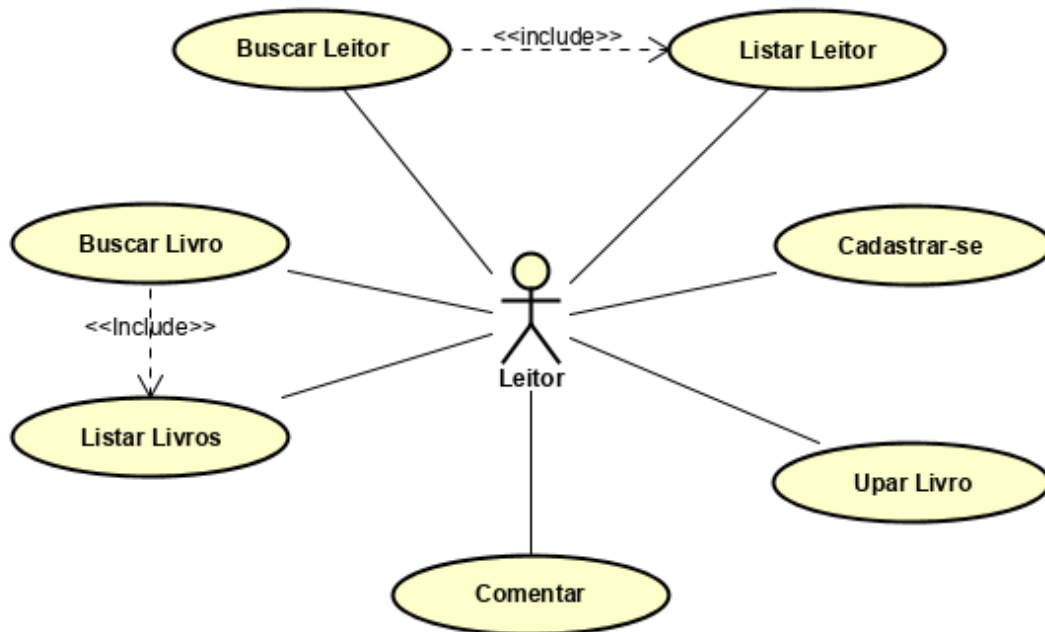 Buscar Leitor
<<include>>
Listar Leitor
Buscar Livro
Cadastrar-se
<<Include>>
Leitor
Listar Livros
Upar Livro
Comentar